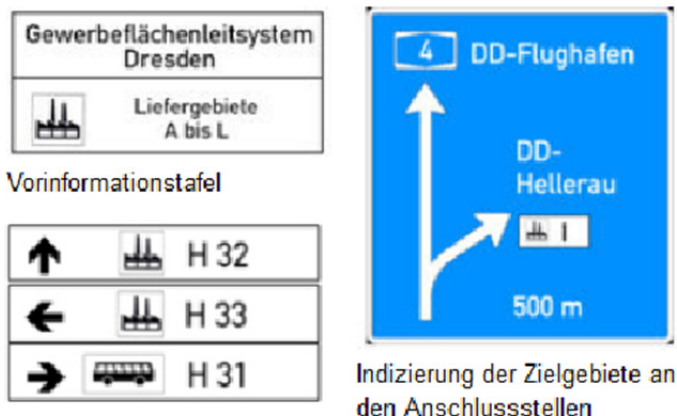 Gewerbeflächenleitsystem
Dresden
Liefergebiete
A bis L
Vorinformationstafel
H 32
H 33
H 31
4 DD-Flughafen
DD-
Hellerau
I
500 m
Indizierung der Zielgebiete an
den Anschlussstellen